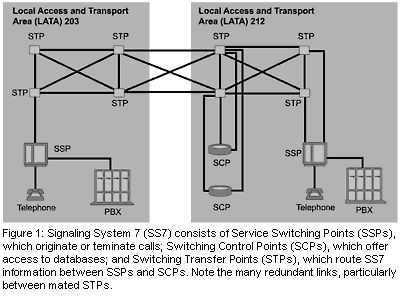 Local Access and Transport
Area (LATA) 203
Local Access and Transport
Area (LATA) 212
STP
STP
STP
STP
STP
STP
STP
STP
SSP
SCP
SSP
SCP
Telephone
PBX
Telephone
PBX
Figure 1: Signaling System 7 (SS7) consists of Service Switching Points (SSPs),
which originate or teminate calls; Switching Control Points (SCPs), which offer
access to databases; and Switching Transfer Points (STPs), which route SS7
information between SSPs and SCPs. Note the many redundant links, particularly
between mated STPs.